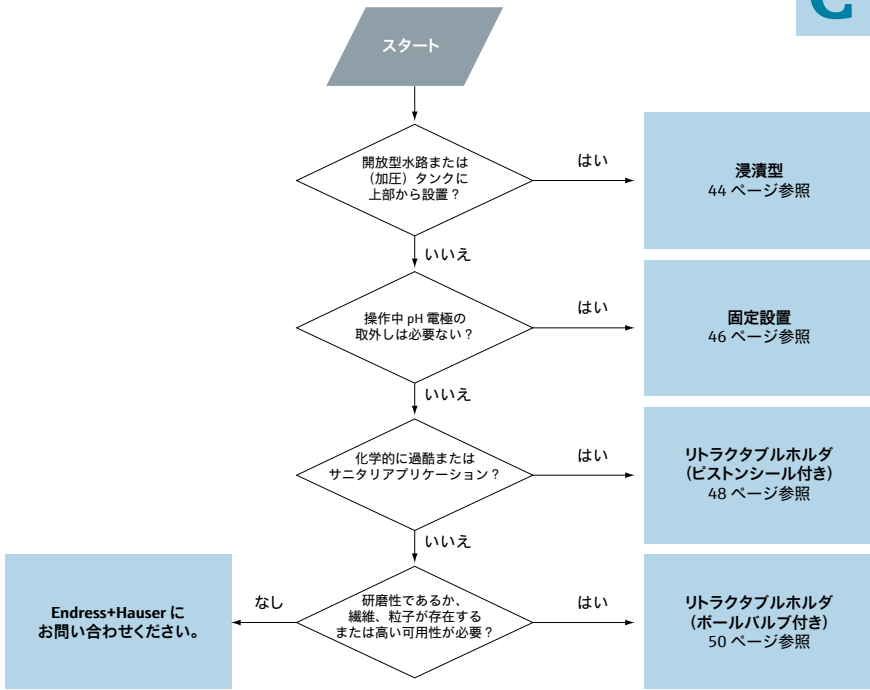 C
スタート
開放型水路または
（加圧）タンクに
上部から設置？
はい
浸漬型
44 ページ参照
いいえ
操作中 pH 電極の
取外しは必要ない？
はい
固定設置
46 ページ参照
いいえ
化学的に過酷または
サニタリアプリケーション？
はい
リトラクタブルホルダ
(ピストンシール付き)
48 ページ参照
いいえ
研磨性であるか、
繊維、粒子が存在する
または高い可用性が必要？
なし
Endress+Hauser に
お問い合わせください。
はい
リトラクタブルホルダ
(ボールバルブ付き)
50 ページ参照